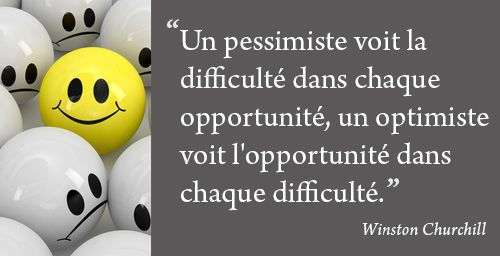 “Un pessimiste voit la
difficulté dans chaque
opportunité, un optimiste
voit l'opportunité dans
chaque difficulté.”
Winston Churchill